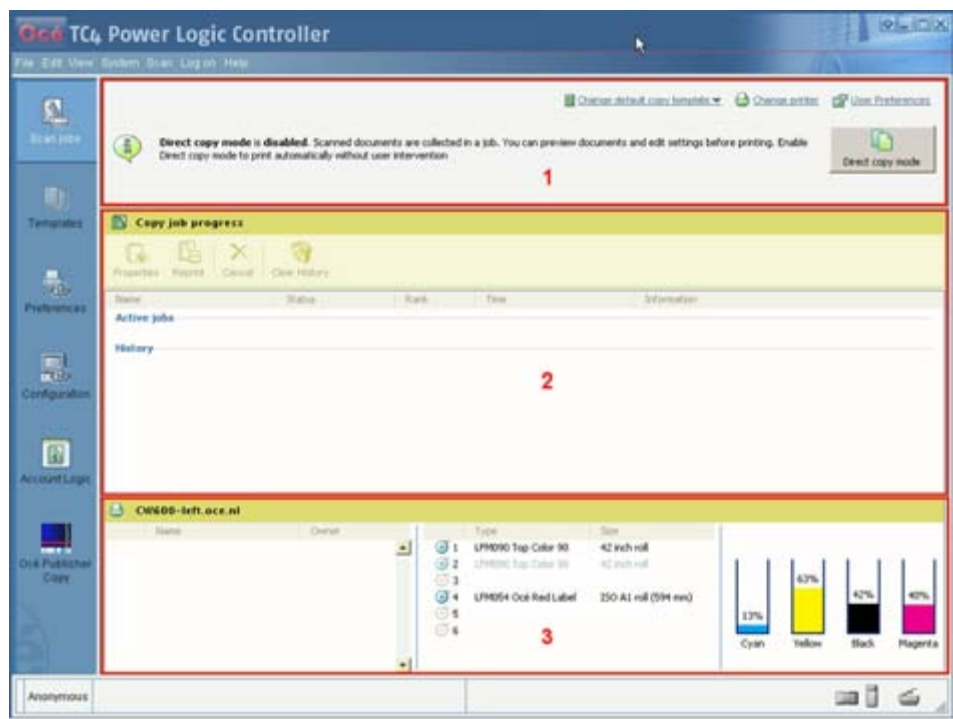 Océ TC4 Power Logic Controller
File Edit View System Scan Log on Help
Scan jobs
Templates
Preferences
Configuration
Account Logic
Océ Publisher Copy
Change default copy template
Change printer
User Preferences
Direct copy mode is disabled. Scanned documents are collected in a job. You can preview documents and edit settings before printing. Enable
Direct copy mode to print automatically without user intervention
Direct copy mode
1
Copy job progress
Properties Reprint Cancel Clear History
Name Status Rank Time Information
Active jobs
History
2
CW600-left.oce.nl
Name Owner
Type Size
1 LFM090 Top Color 90 42 inch roll
2 LFM090 Top Color 90 42 inch roll
3
4 LFM054 Océ Red Label ISO A1 roll (594 mm)
5
6
3
13% 63% 42% 40%
Cyan Yellow Black Magenta
Anonymous